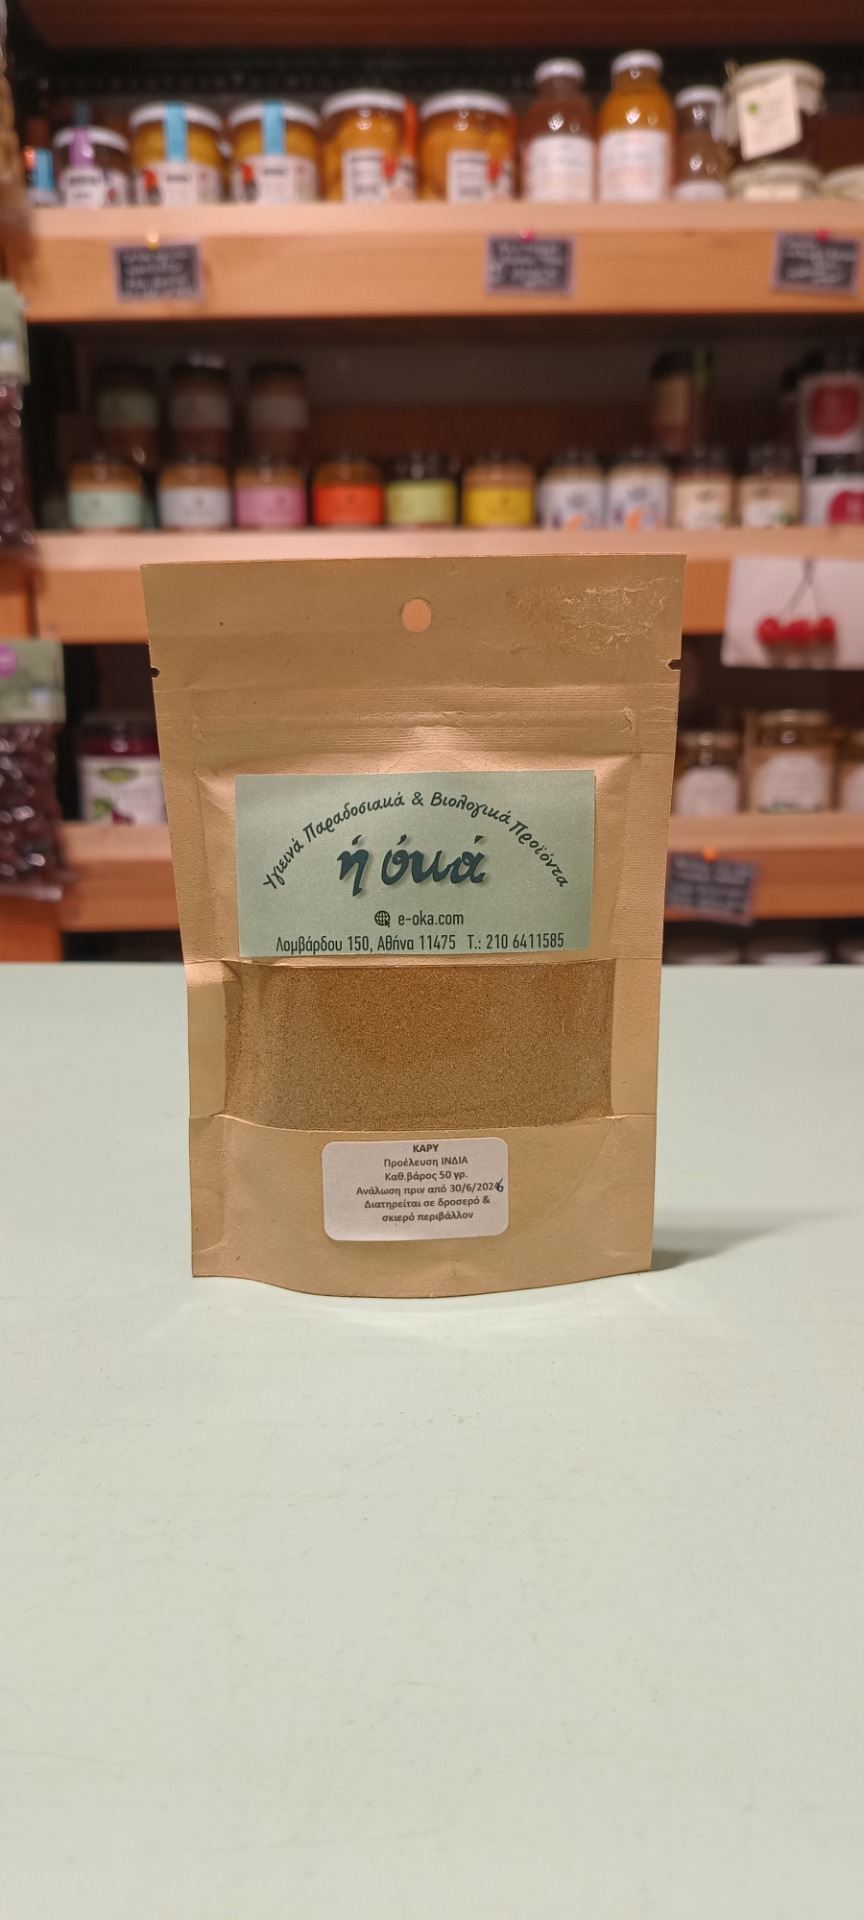 Υγιεινά Παραδοσιακά & Βιολογικά Προϊόντα
ἡ ὀκά
e-oka.com
Λομβάρδου 150, Αθήνα 11475 Τ.: 210 6411585
ΚΑΡΥ
Προέλευση ΙΝΔΙΑ
Καθ.βάρος 50 γρ.
Ανάλωση πριν από 30/6/2026
Διατηρείται σε δροσερό &
σκιερό περιβάλλον